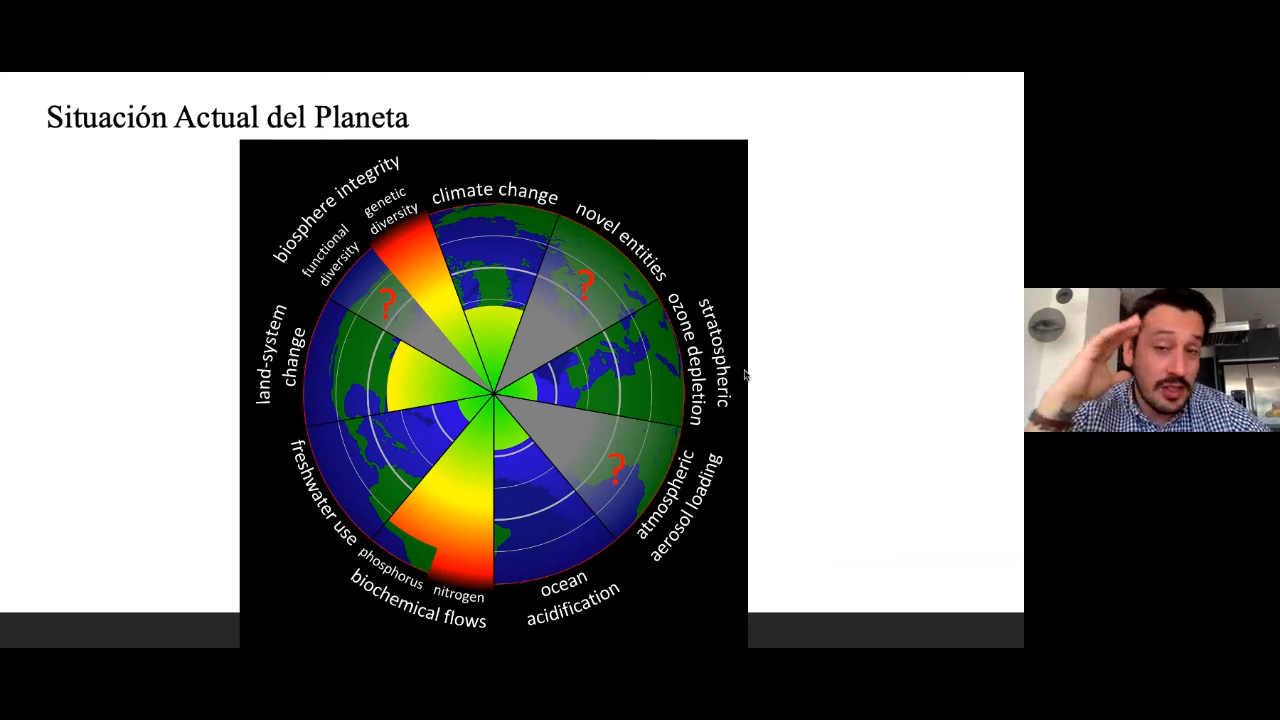 Situación Actual del Planeta
biosphere integrity
genetic
diversity
functional
diversity
climate change
novel entities
?
?
stratospheric
ozone depletion
land-system
change
?
atmospheric
aerosol loading
freshwater use
phosphorus
nitrogen
biochemical flows
ocean
acidification